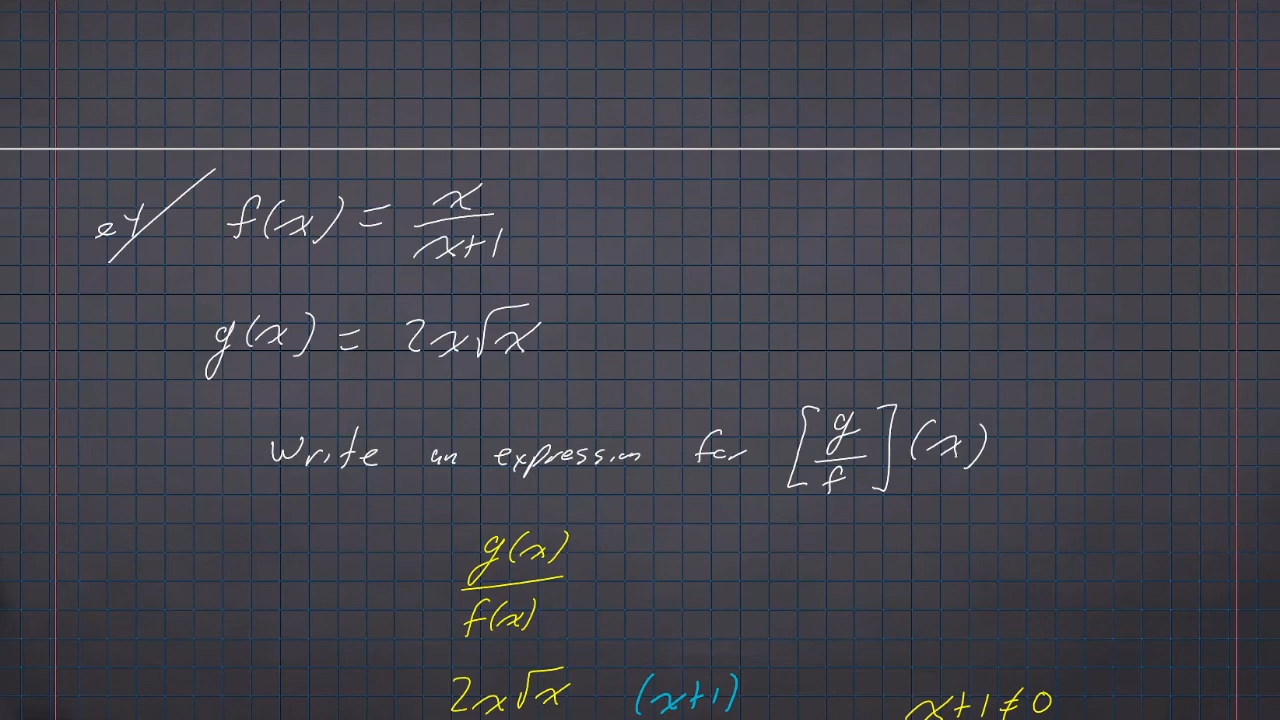 ex/ f(x) = x/(x+1)
g(x) = 2x√x
Write an expression for [g/f](x)
g(x)/f(x)
2x√x (x+1) x+1≠0